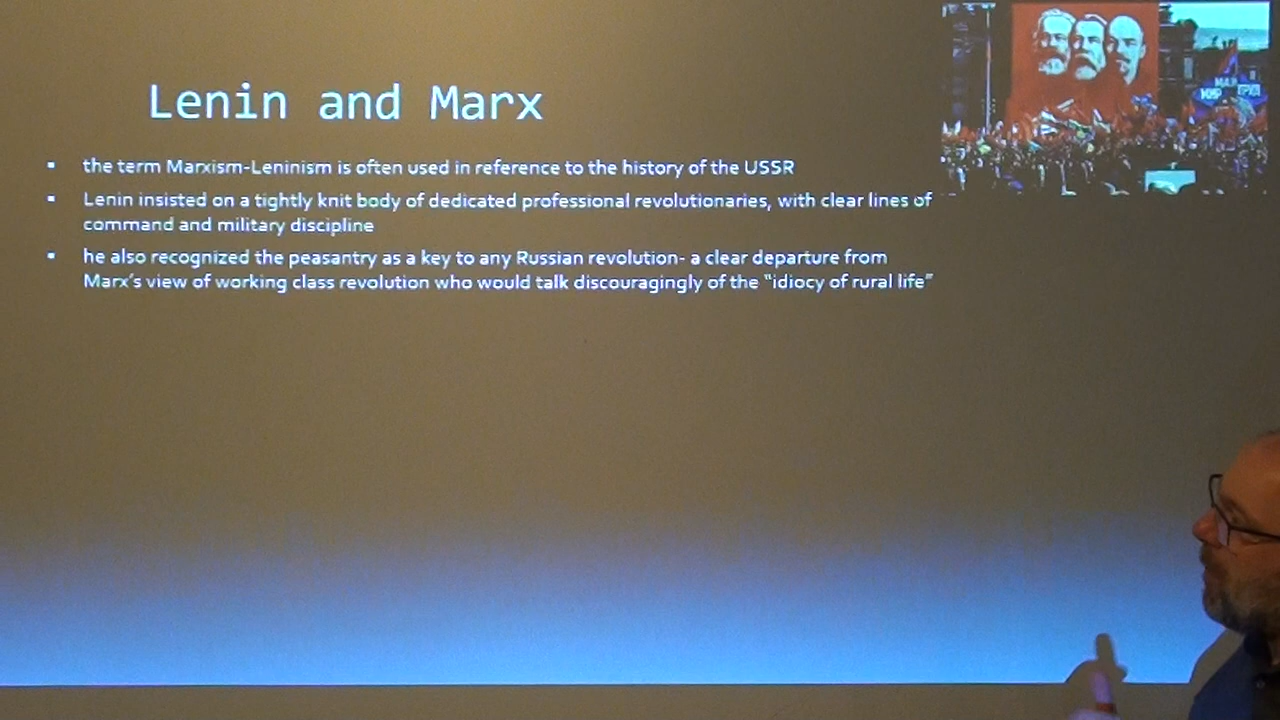 Lenin and Marx
the term Marxism-Leninism is often used in reference to the history of the USSR
Lenin insisted on a tightly knit body of dedicated professional revolutionaries, with clear lines of
command and military discipline
he also recognized the peasantry as a key to any Russian revolution- a clear departure from
Marx's view of working class revolution who would talk discouragingly of the "idiocy of rural life"
МИР